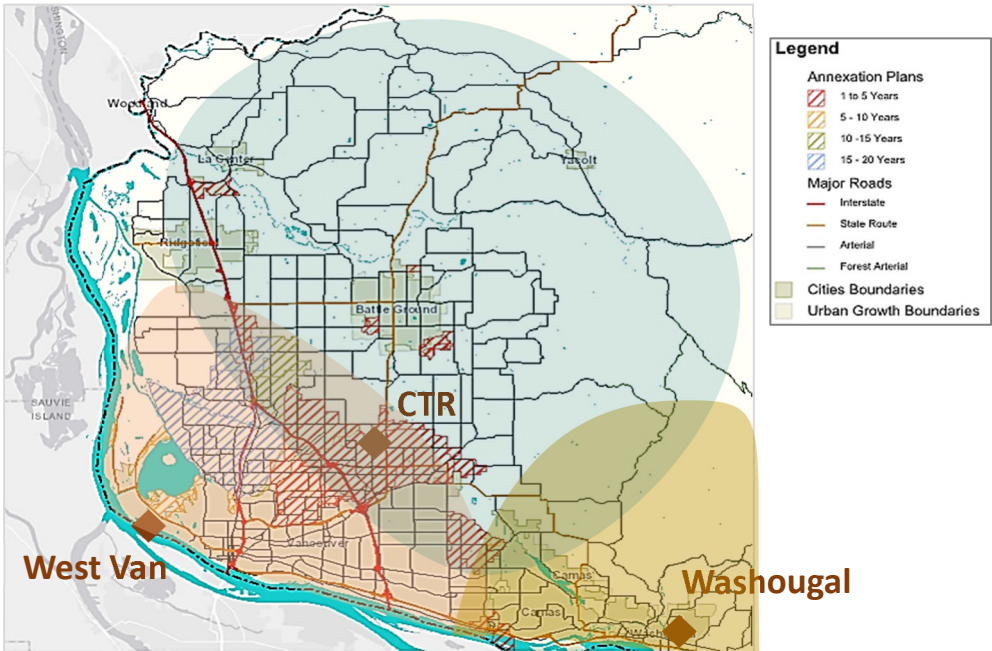 SHINGTON
Woodland
La Center
Yacolt
Ridgefield
Battle Ground
CTR
SAUVIE
ISLAND
Vancouver
West Van
Camas
Camas
Washougal
Wash
Legend
Annexation Plans
1 to 5 Years
5 - 10 Years
10 -15 Years
15 - 20 Years
Major Roads
Interstate
State Route
Arterial
Forest Arterial
Cities Boundaries
Urban Growth Boundaries